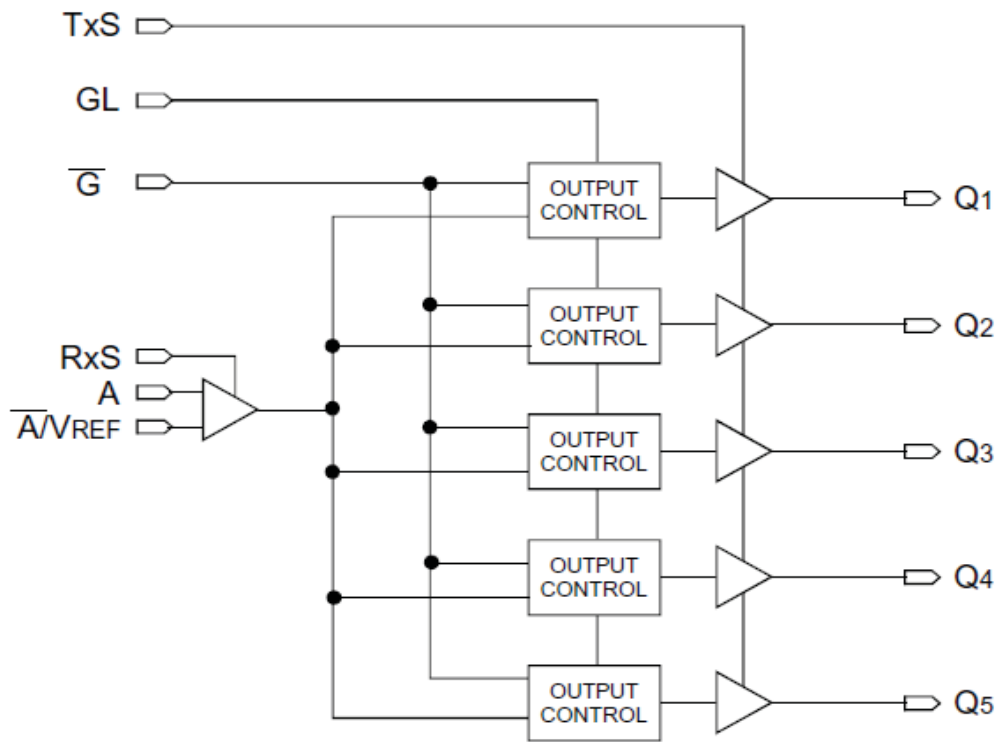 TxS
GL
G̅
OUTPUT
CONTROL
Q1
OUTPUT
CONTROL
Q2
RxS
A
A̅/VREF
OUTPUT
CONTROL
Q3
OUTPUT
CONTROL
Q4
OUTPUT
CONTROL
Q5